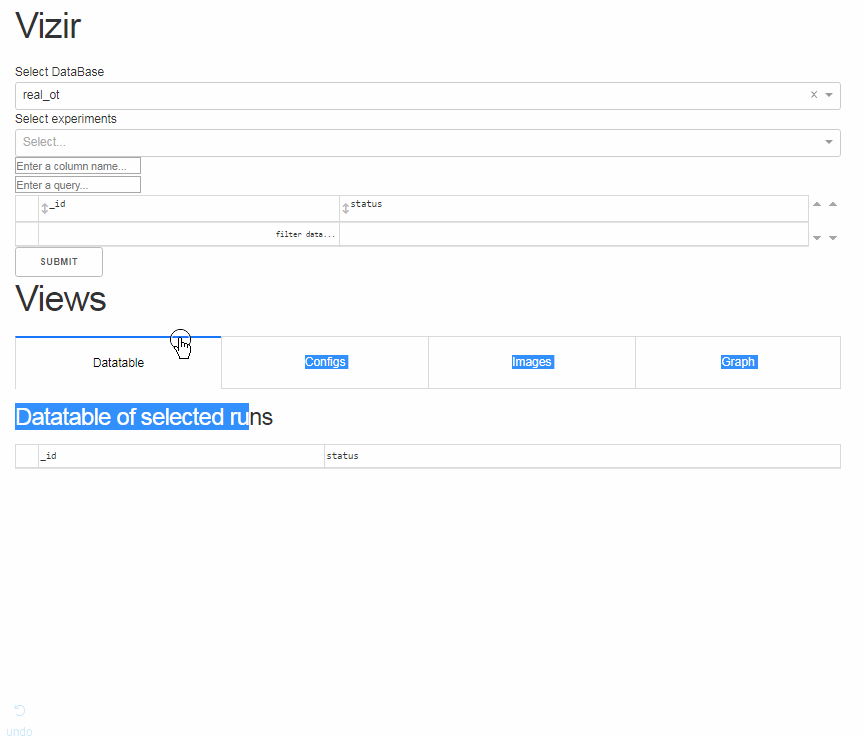 Vizir
Select DataBase
real_ot ×
Select experiments
Select...
Enter a column name...
Enter a query...
_id status
filter data...
SUBMIT
Views
Datatable Configs Images Graph
Datatable of selected runs
_id status
undo